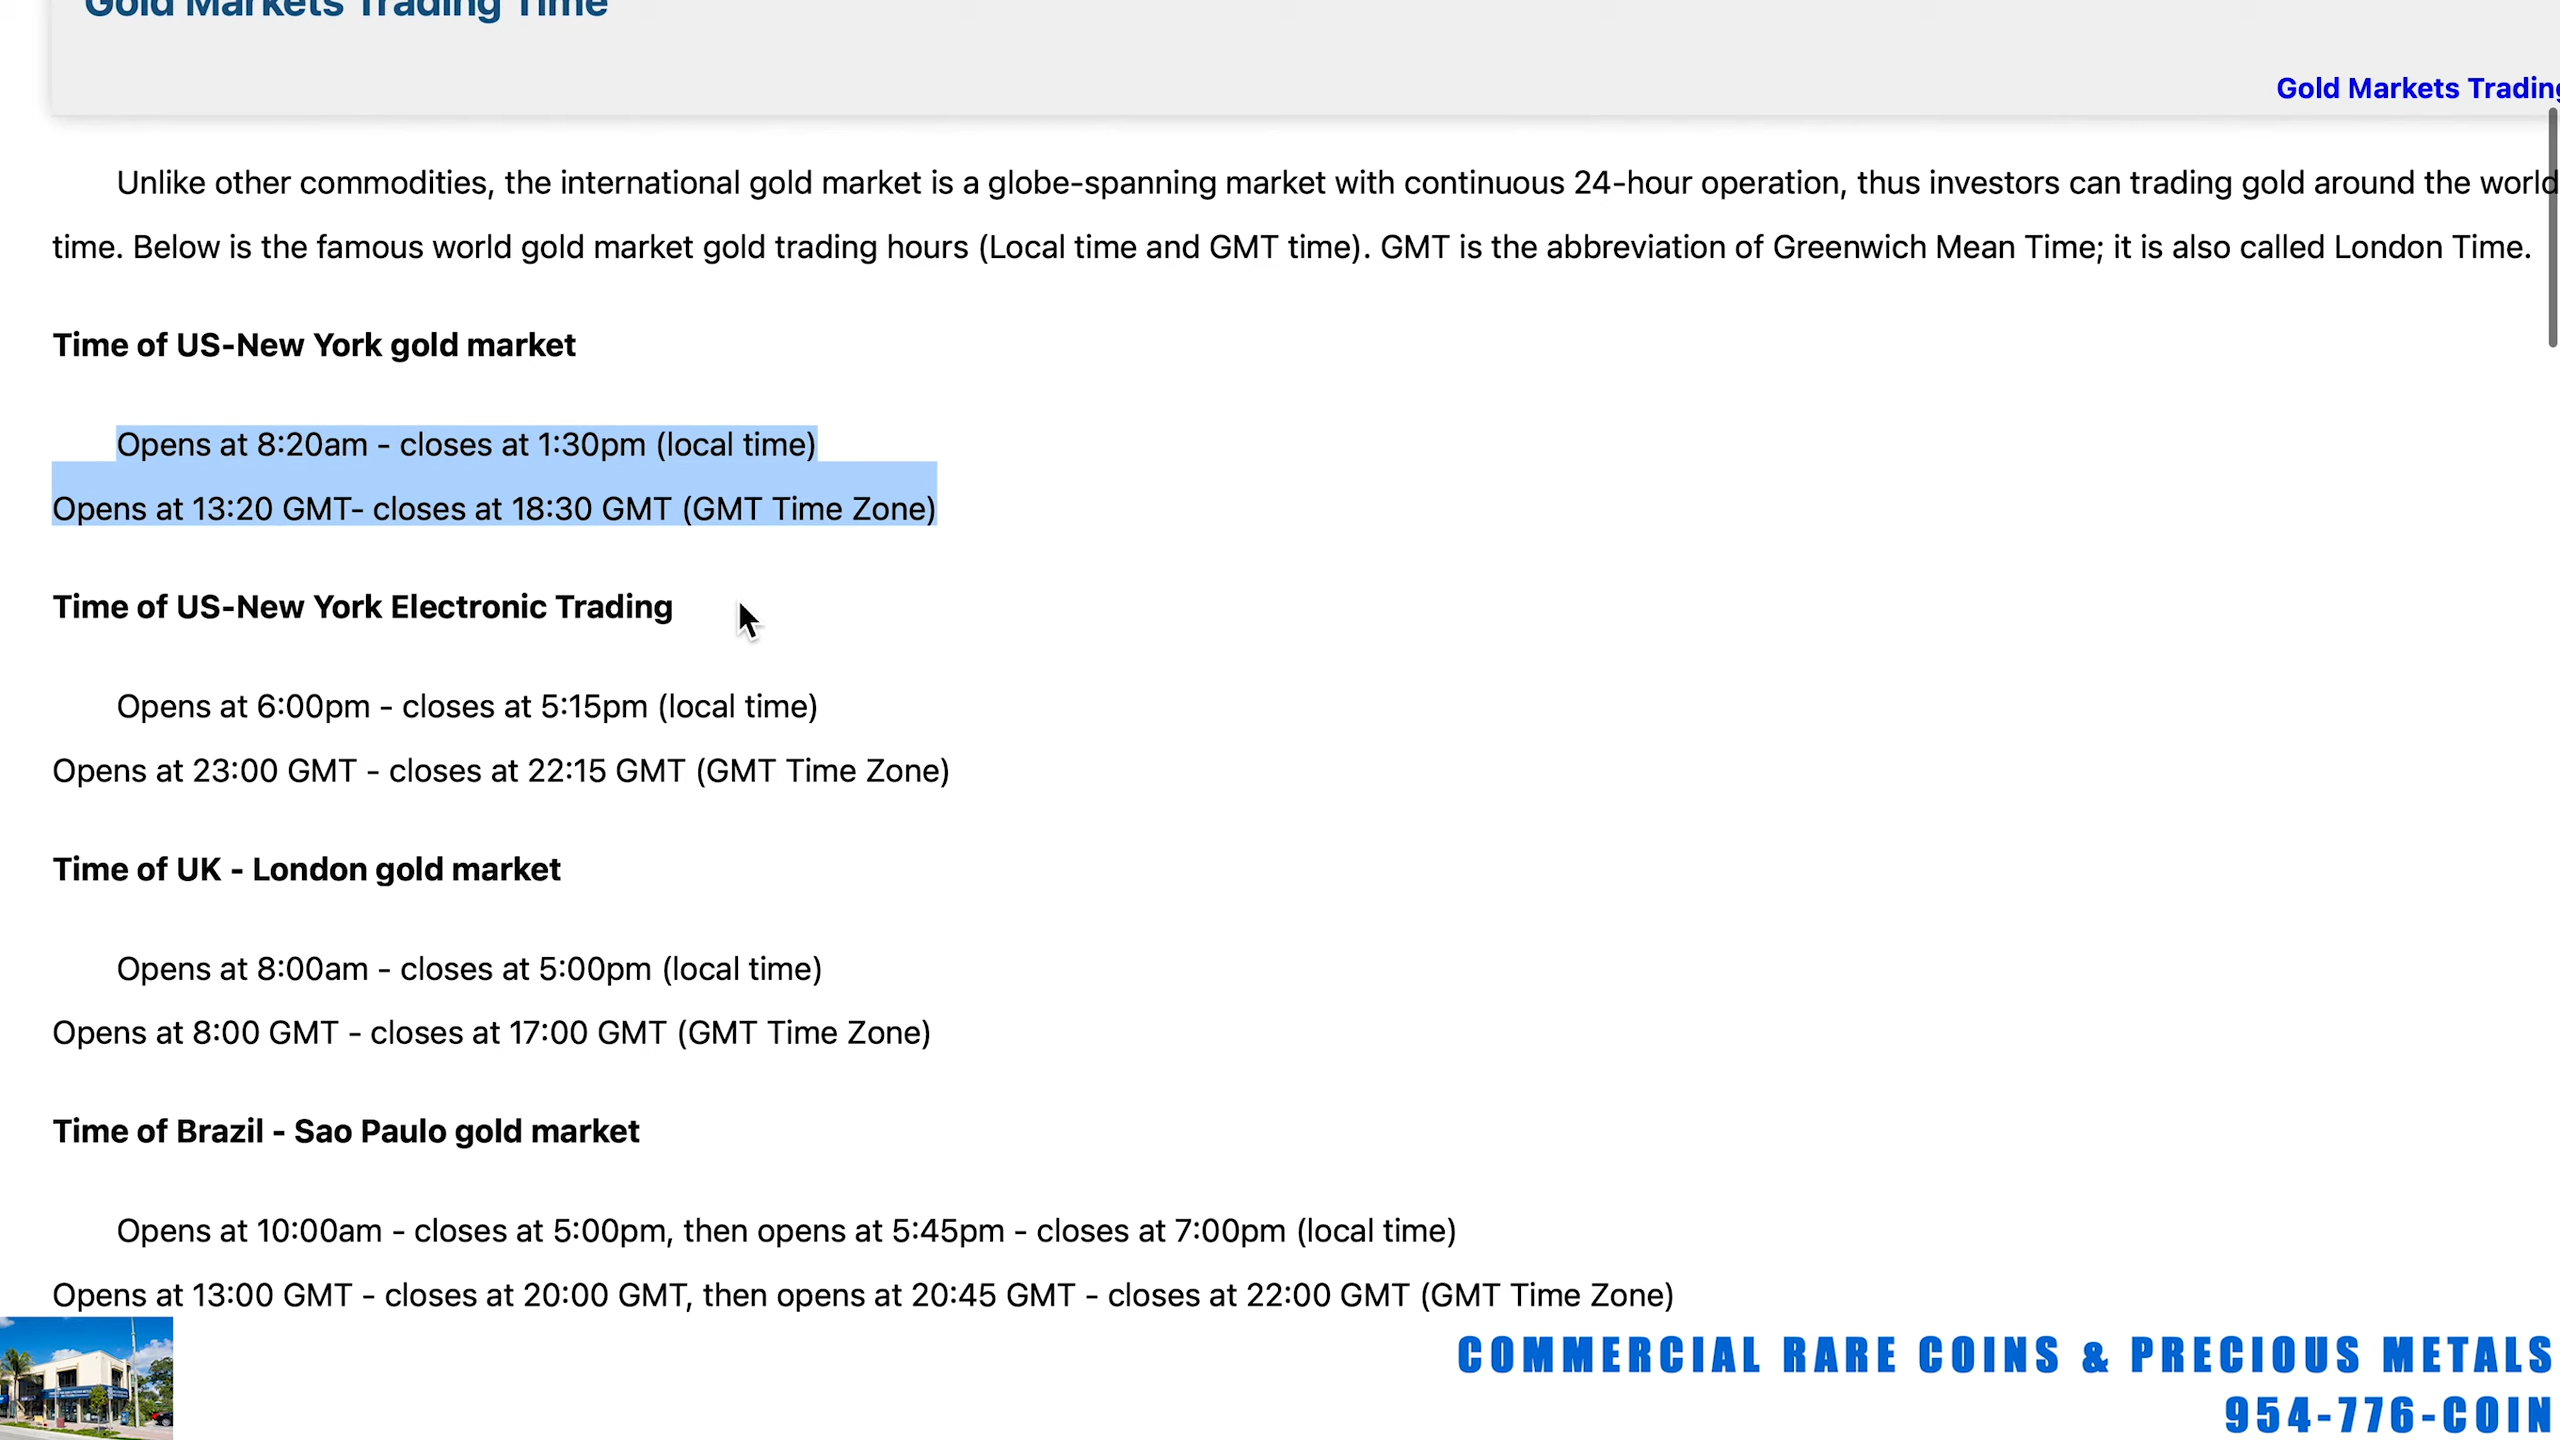 Gold Markets Trading Time
Gold Markets Trading
Unlike other commodities, the international gold market is a globe-spanning market with continuous 24-hour operation, thus investors can trading gold around the world
time. Below is the famous world gold market gold trading hours (Local time and GMT time). GMT is the abbreviation of Greenwich Mean Time; it is also called London Time.
Time of US-New York gold market
Opens at 8:20am - closes at 1:30pm (local time)
Opens at 13:20 GMT- closes at 18:30 GMT (GMT Time Zone)
Time of US-New York Electronic Trading
Opens at 6:00pm - closes at 5:15pm (local time)
Opens at 23:00 GMT - closes at 22:15 GMT (GMT Time Zone)
Time of UK - London gold market
Opens at 8:00am - closes at 5:00pm (local time)
Opens at 8:00 GMT - closes at 17:00 GMT (GMT Time Zone)
Time of Brazil - Sao Paulo gold market
Opens at 10:00am - closes at 5:00pm, then opens at 5:45pm - closes at 7:00pm (local time)
Opens at 13:00 GMT - closes at 20:00 GMT, then opens at 20:45 GMT - closes at 22:00 GMT (GMT Time Zone)
COMMERCIAL RARE COINS & PRECIOUS METALS
954-776-COIN